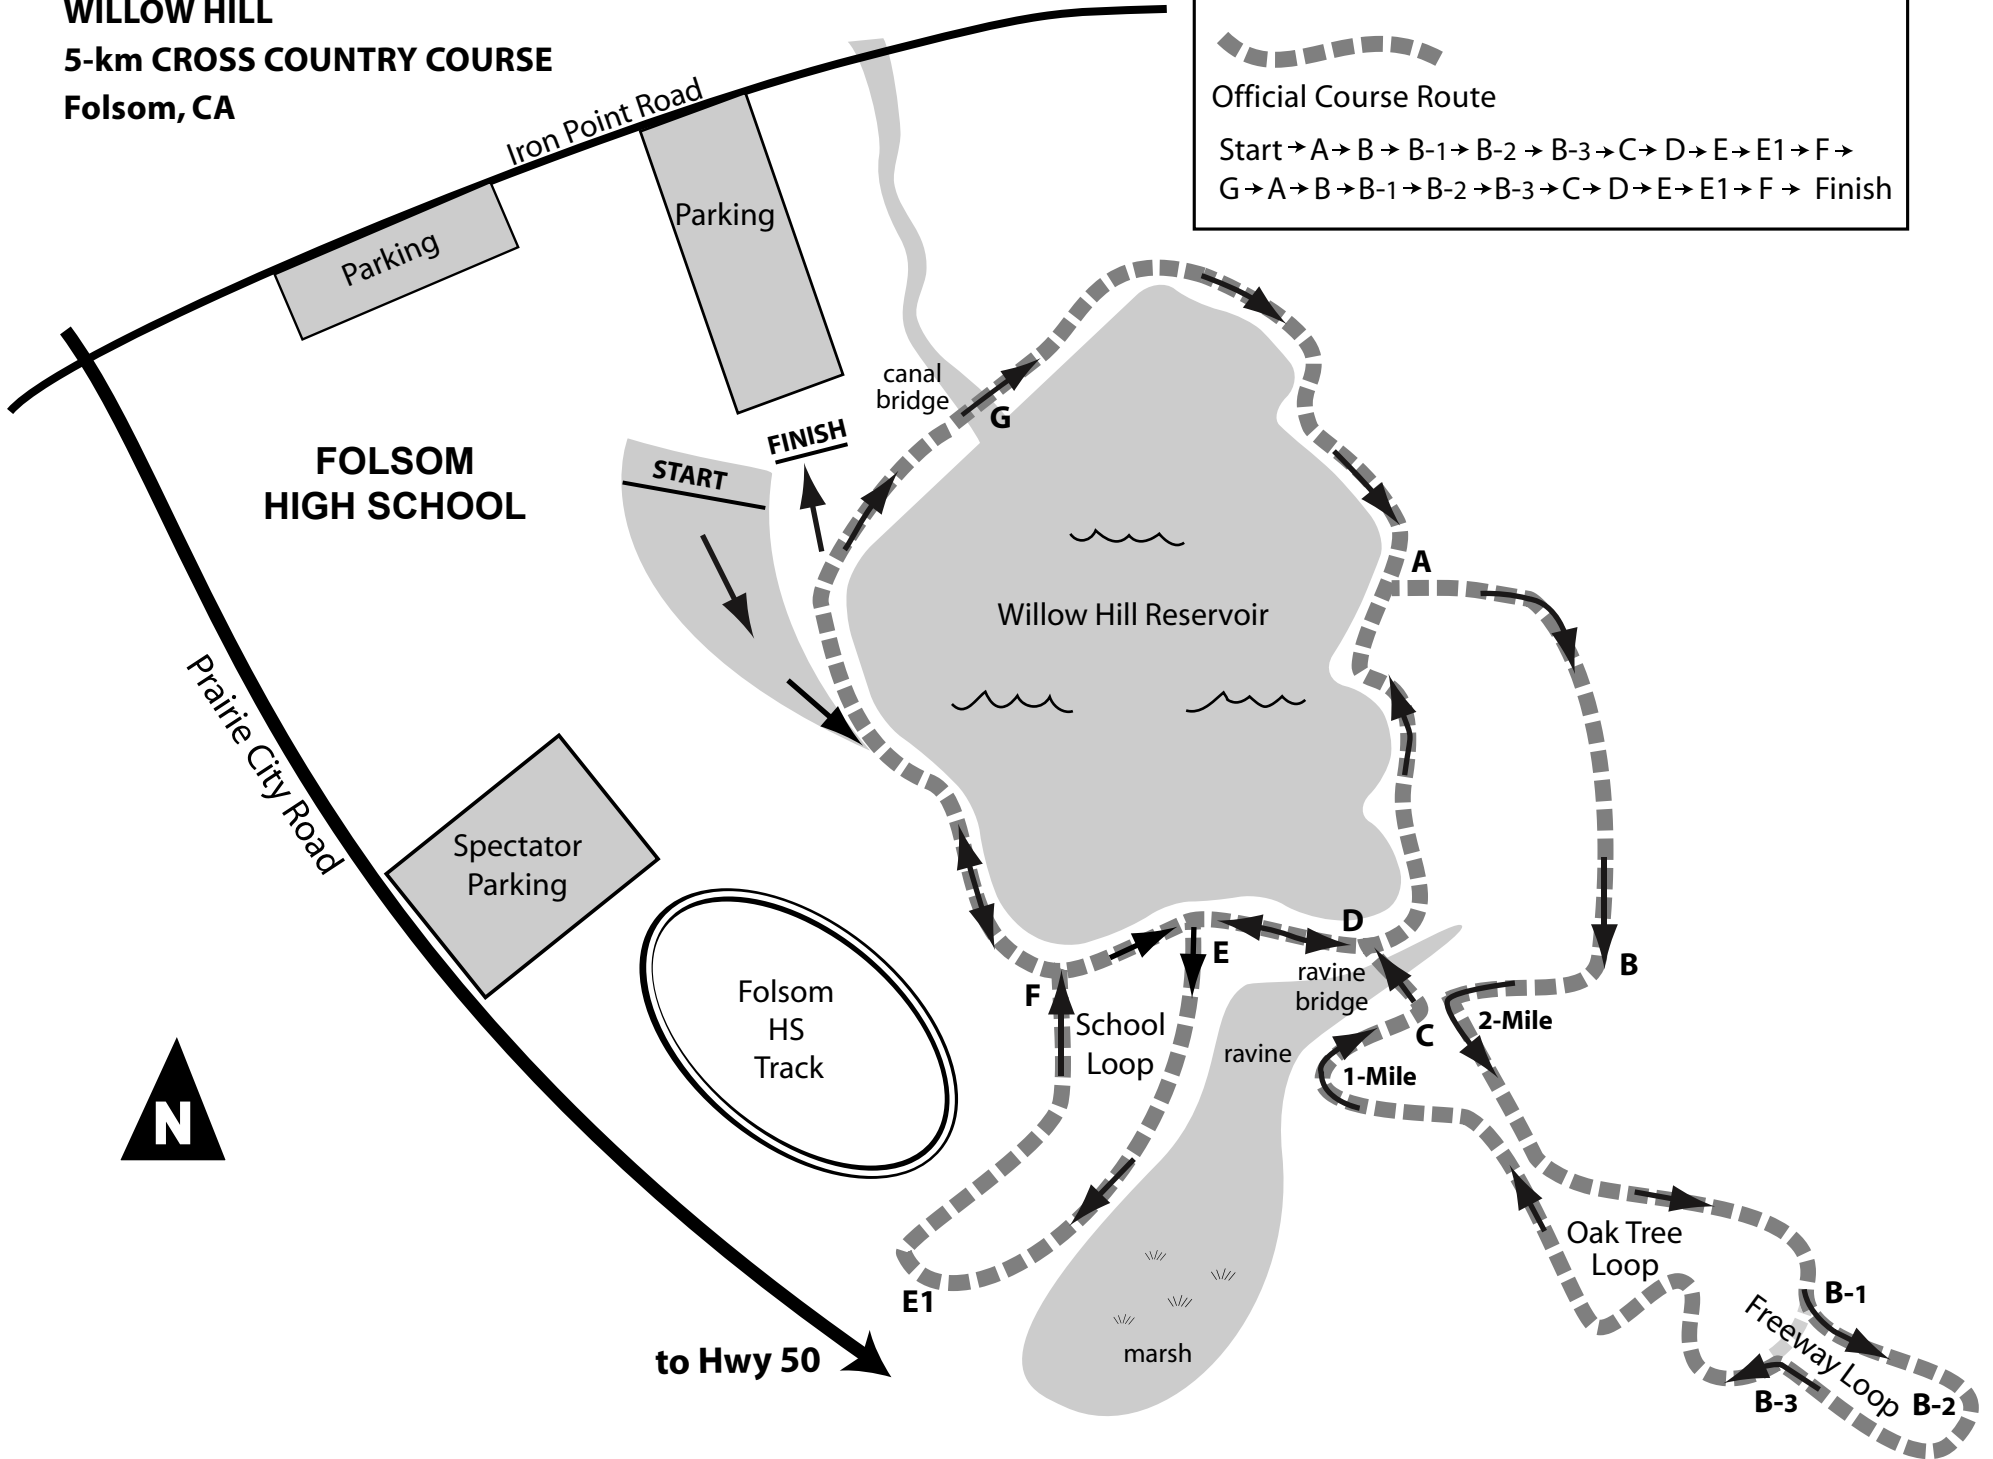 WILLOW HILL
5-km CROSS COUNTRY COURSE
Folsom, CA
Official Course Route
Start → A → B → B-1 → B-2 → B-3 → C → D → E → E1 → F →
G → A → B → B-1 → B-2 → B-3 → C → D → E → E1 → F → Finish
Iron Point Road
Parking
Parking
canal
bridge
G
FINISH
START
FOLSOM
HIGH SCHOOL
A
Willow Hill Reservoir
Prairie City Road
Spectator
Parking
D
E
B
ravine
bridge
F
Folsom
HS
Track
School
Loop
C
2-Mile
ravine
1-Mile
N
Oak Tree
Loop
E1
B-1
Freeway Loop
marsh
to Hwy 50
B-3
B-2